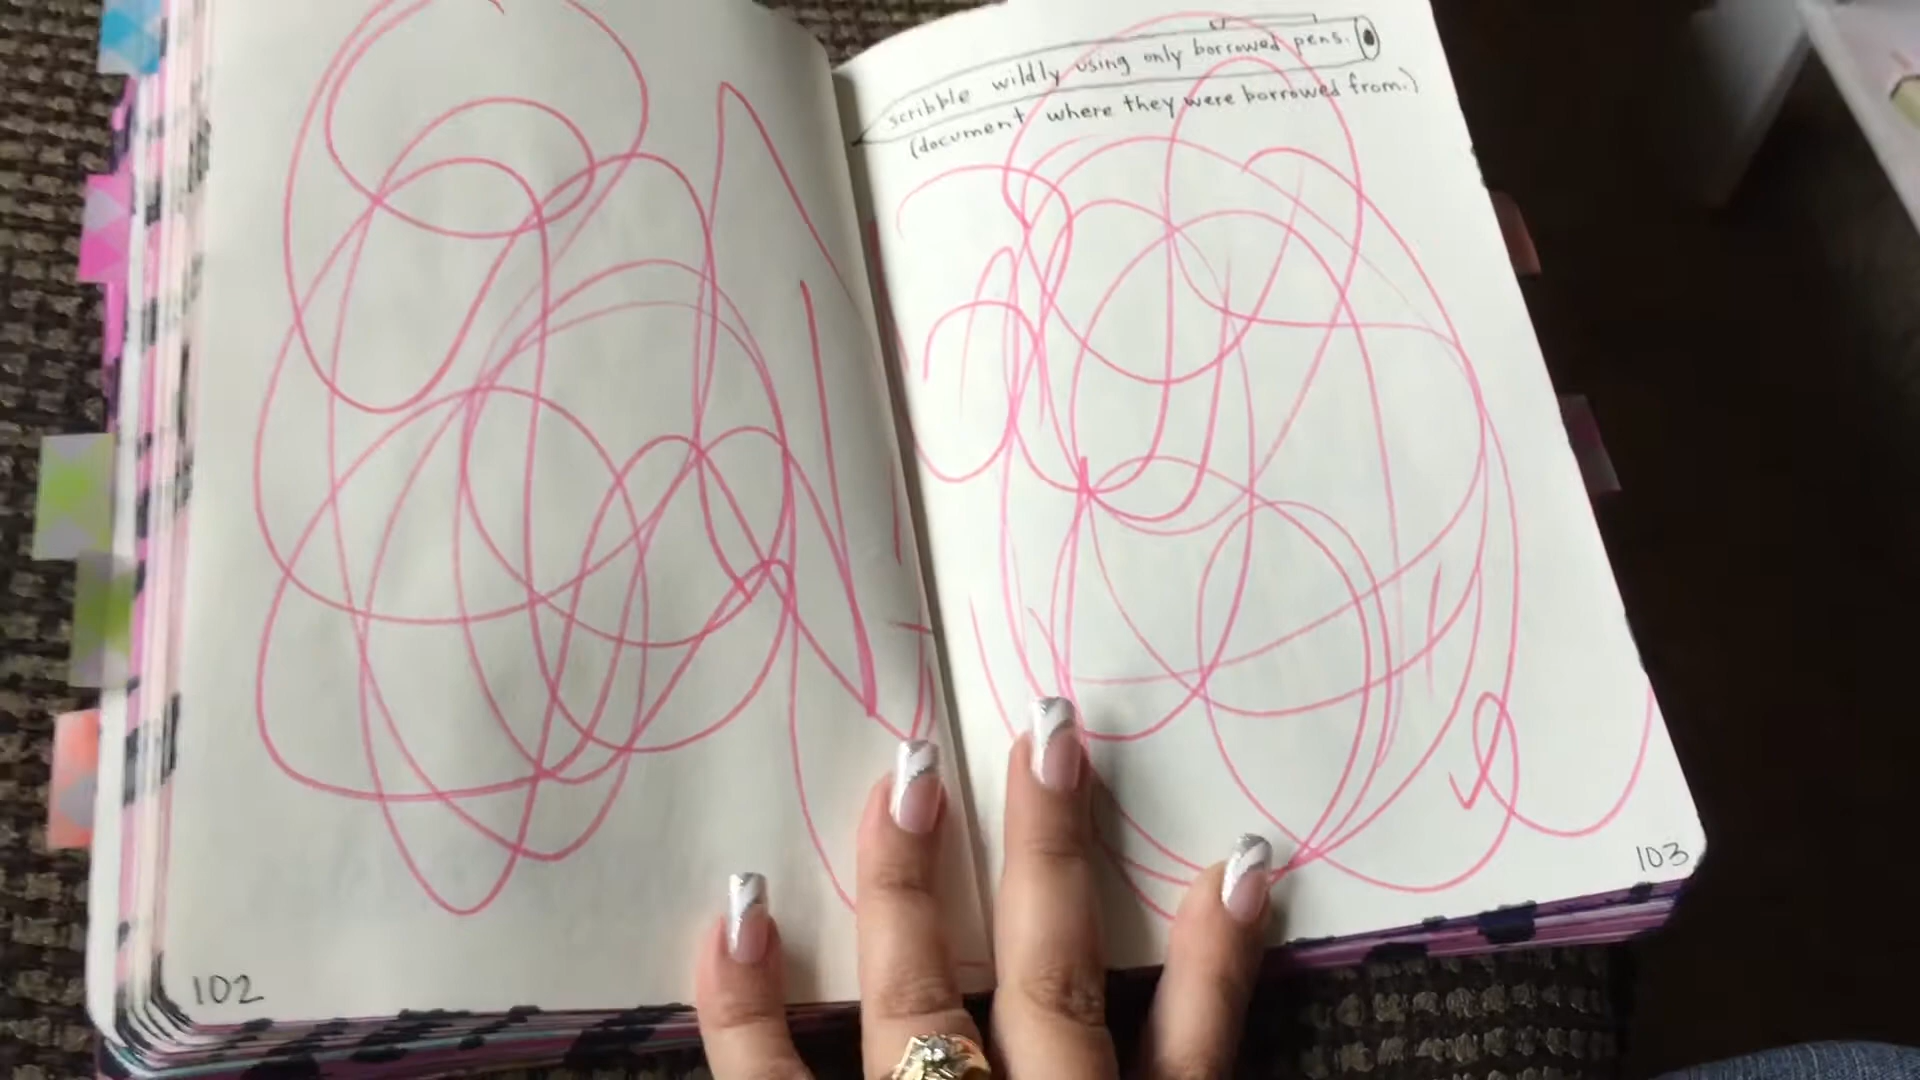 scribble wildly using only borrowed pens.
(document where they were borrowed from.)
102
103